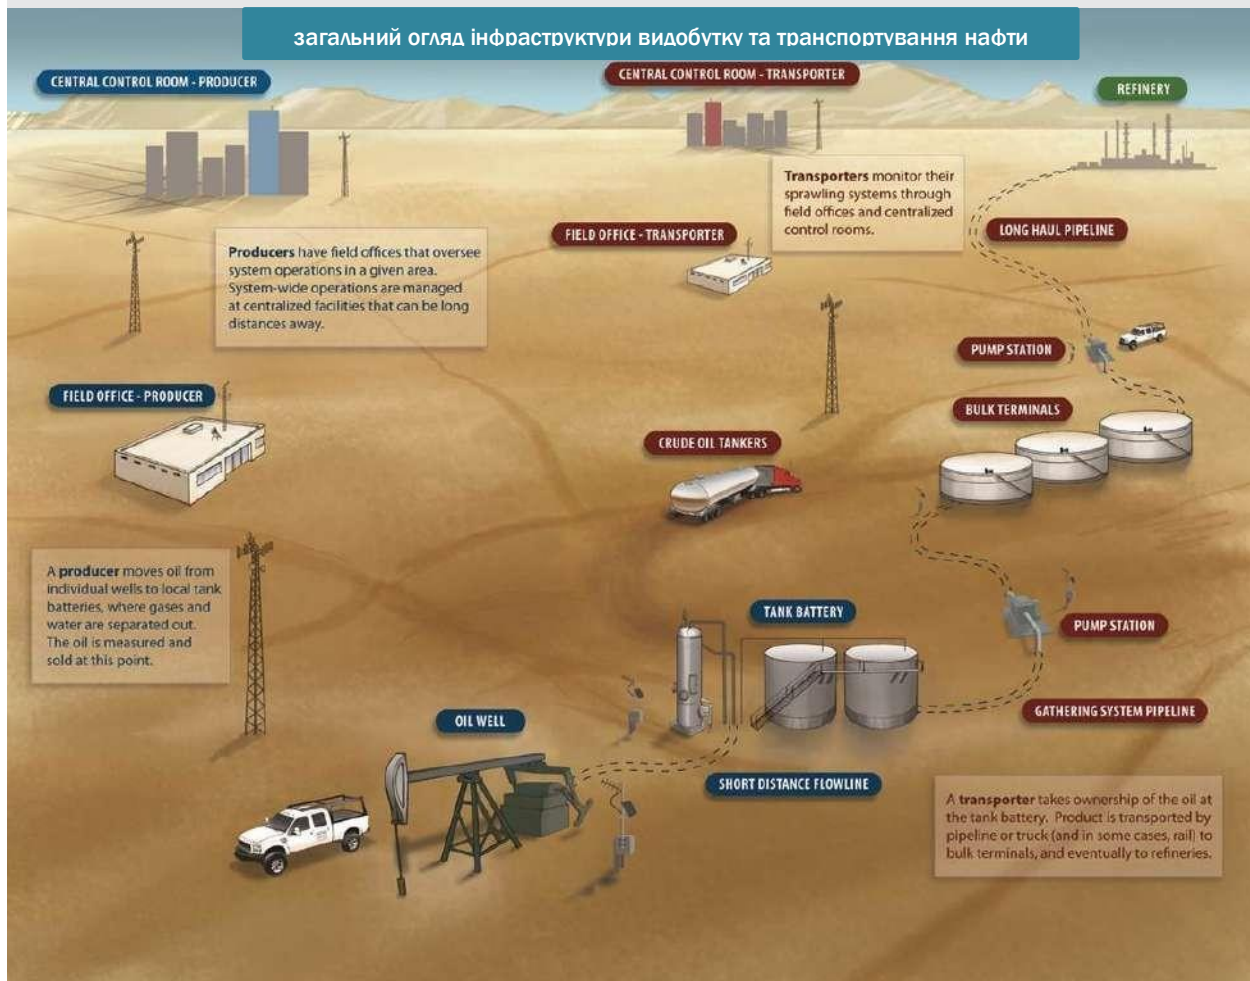 загальний огляд інфраструктури видобутку та транспортування нафти
CENTRAL CONTROL ROOM - PRODUCER
CENTRAL CONTROL ROOM - TRANSPORTER
REFINERY
Transporters monitor their
sprawling systems through
field offices and centralized
control rooms.
FIELD OFFICE - TRANSPORTER
LONG HAUL PIPELINE
Producers have field offices that oversee
system operations in a given area.
System-wide operations are managed
at centralized facilities that can be long
distances away.
PUMP STATION
FIELD OFFICE - PRODUCER
BULK TERMINALS
CRUDE OIL TANKERS
A producer moves oil from
individual wells to local tank
batteries, where gases and
water are separated out.
The oil is measured and
sold at this point.
TANK BATTERY
PUMP STATION
OIL WELL
GATHERING SYSTEM PIPELINE
SHORT DISTANCE FLOWLINE
A transporter takes ownership of the oil at
the tank battery. Product is transported by
pipeline or truck (and in some cases, rail) to
bulk terminals, and eventually to refineries.